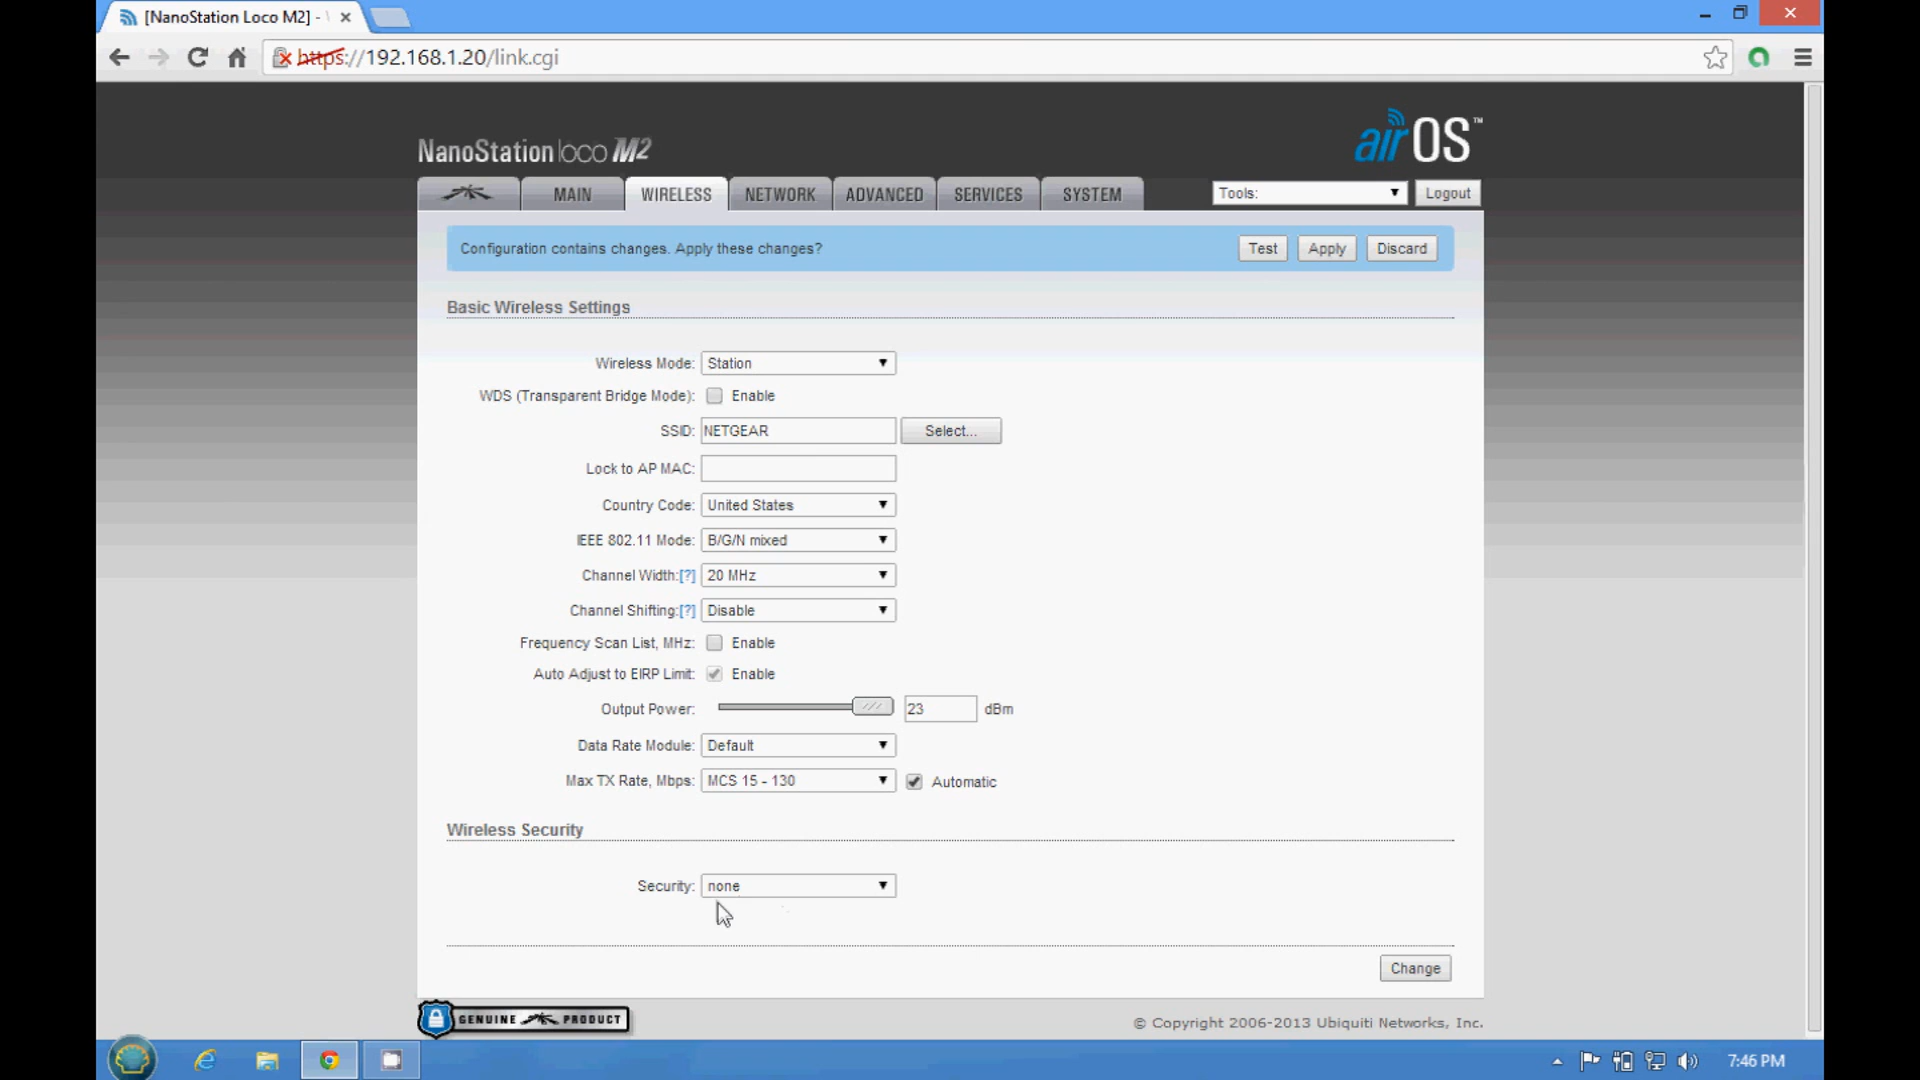 [NanoStation Loco M2] - \
https://192.168.1.20/link.cgi
NanoStation loco M2
airOS™
MAIN
WIRELESS
NETWORK
ADVANCED
SERVICES
SYSTEM
Tools:
Logout
Configuration contains changes. Apply these changes?
Test
Apply
Discard
Basic Wireless Settings
Wireless Mode: Station
WDS (Transparent Bridge Mode): Enable
SSID: NETGEAR Select...
Lock to AP MAC:
Country Code: United States
IEEE 802.11 Mode: B/G/N mixed
Channel Width:[?] 20 MHz
Channel Shifting:[?] Disable
Frequency Scan List, MHz: Enable
Auto Adjust to EIRP Limit: Enable
Output Power: 23 dBm
Data Rate Module: Default
Max TX Rate, Mbps: MCS 15 - 130 Automatic
Wireless Security
Security: none
Change
GENUINE PRODUCT
© Copyright 2006-2013 Ubiquiti Networks, Inc.
7:46 PM